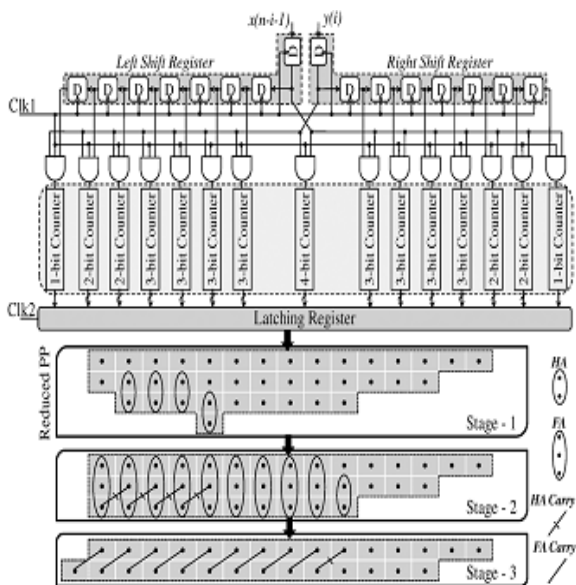 x(n-i-1) y(i)
Left Shift Register Right Shift Register
D D
D D D D D D D D D D D D D D
Clk1
1-bit Counter
2-bit Counter
2-bit Counter
3-bit Counter
3-bit Counter
3-bit Counter
3-bit Counter
4-bit Counter
3-bit Counter
3-bit Counter
3-bit Counter
3-bit Counter
2-bit Counter
2-bit Counter
1-bit Counter
Clk2
Latching Register
Reduced PP
Stage - 1
HA
FA
Stage - 2
HA Carry
FA Carry
Stage - 3